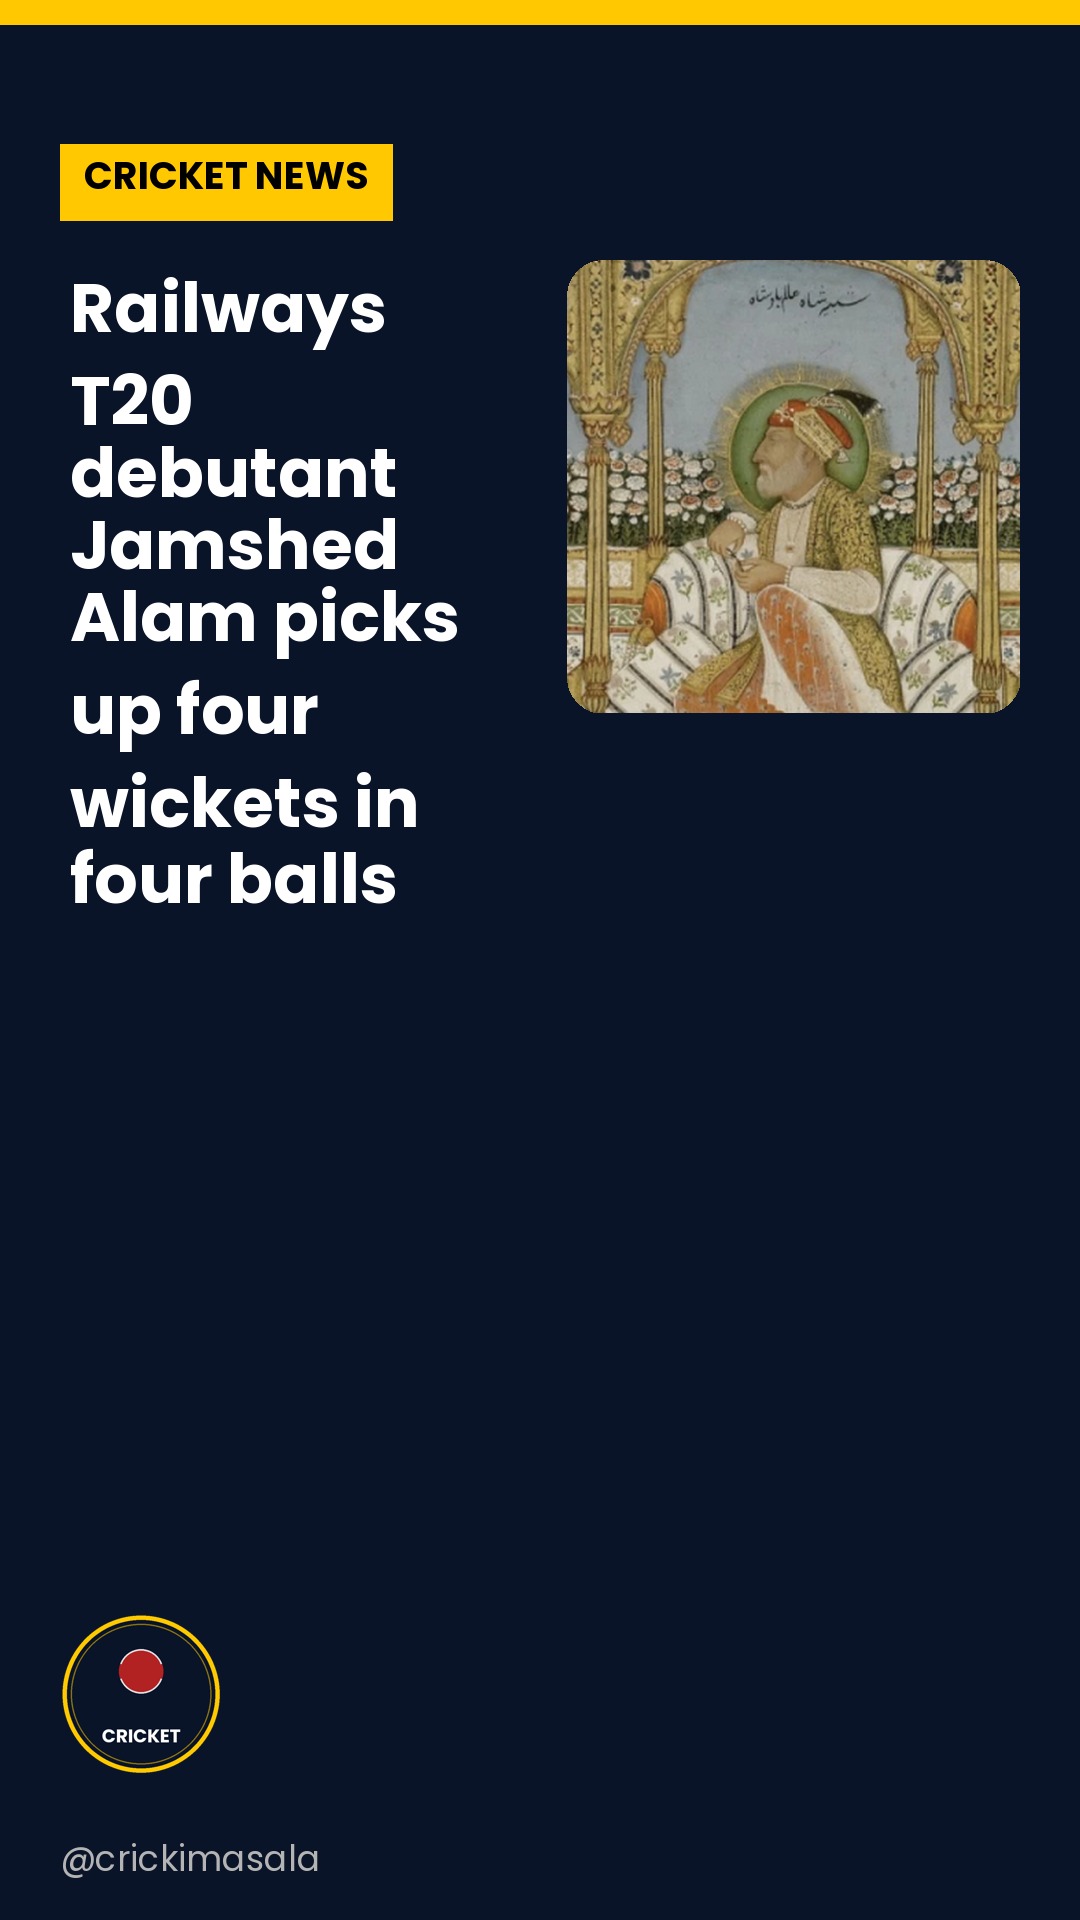 CRICKET NEWS
Railways
T20
debutant
Jamshed
Alam picks
up four
wickets in
four balls
CRICKET
@crickimasala